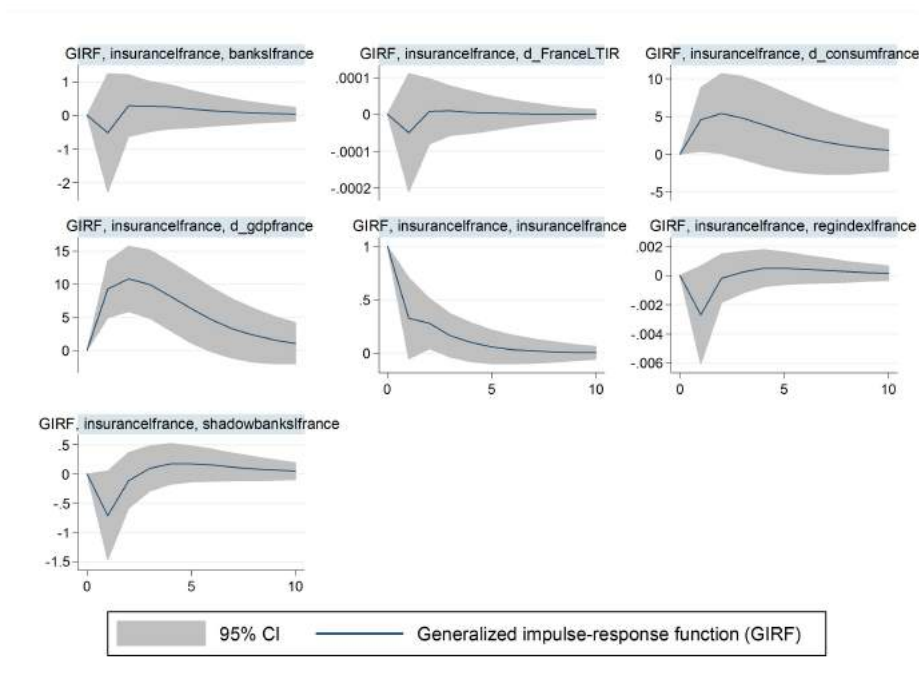 GIRF, insurancelfrance, bankslfrance
GIRF, insurancelfrance, d_FranceLTIR
GIRF, insurancelfrance, d_consumfrance
1
0
-1
-2
.0001
0
-.0001
-.0002
10
5
0
-5
GIRF, insurancelfrance, d_gdpfrance
GIRF, insurancelfrance, insurancelfrance
GIRF, insurancelfrance, regindexlfrance
15
10
5
0
1
.5
0
0 5 10
.002
0
-.002
-.004
-.006
0 5 10
GIRF, insurancelfrance, shadowbankslfrance
.5
0
-.5
-1
-1.5
0 5 10
95% CI Generalized impulse-response function (GIRF)